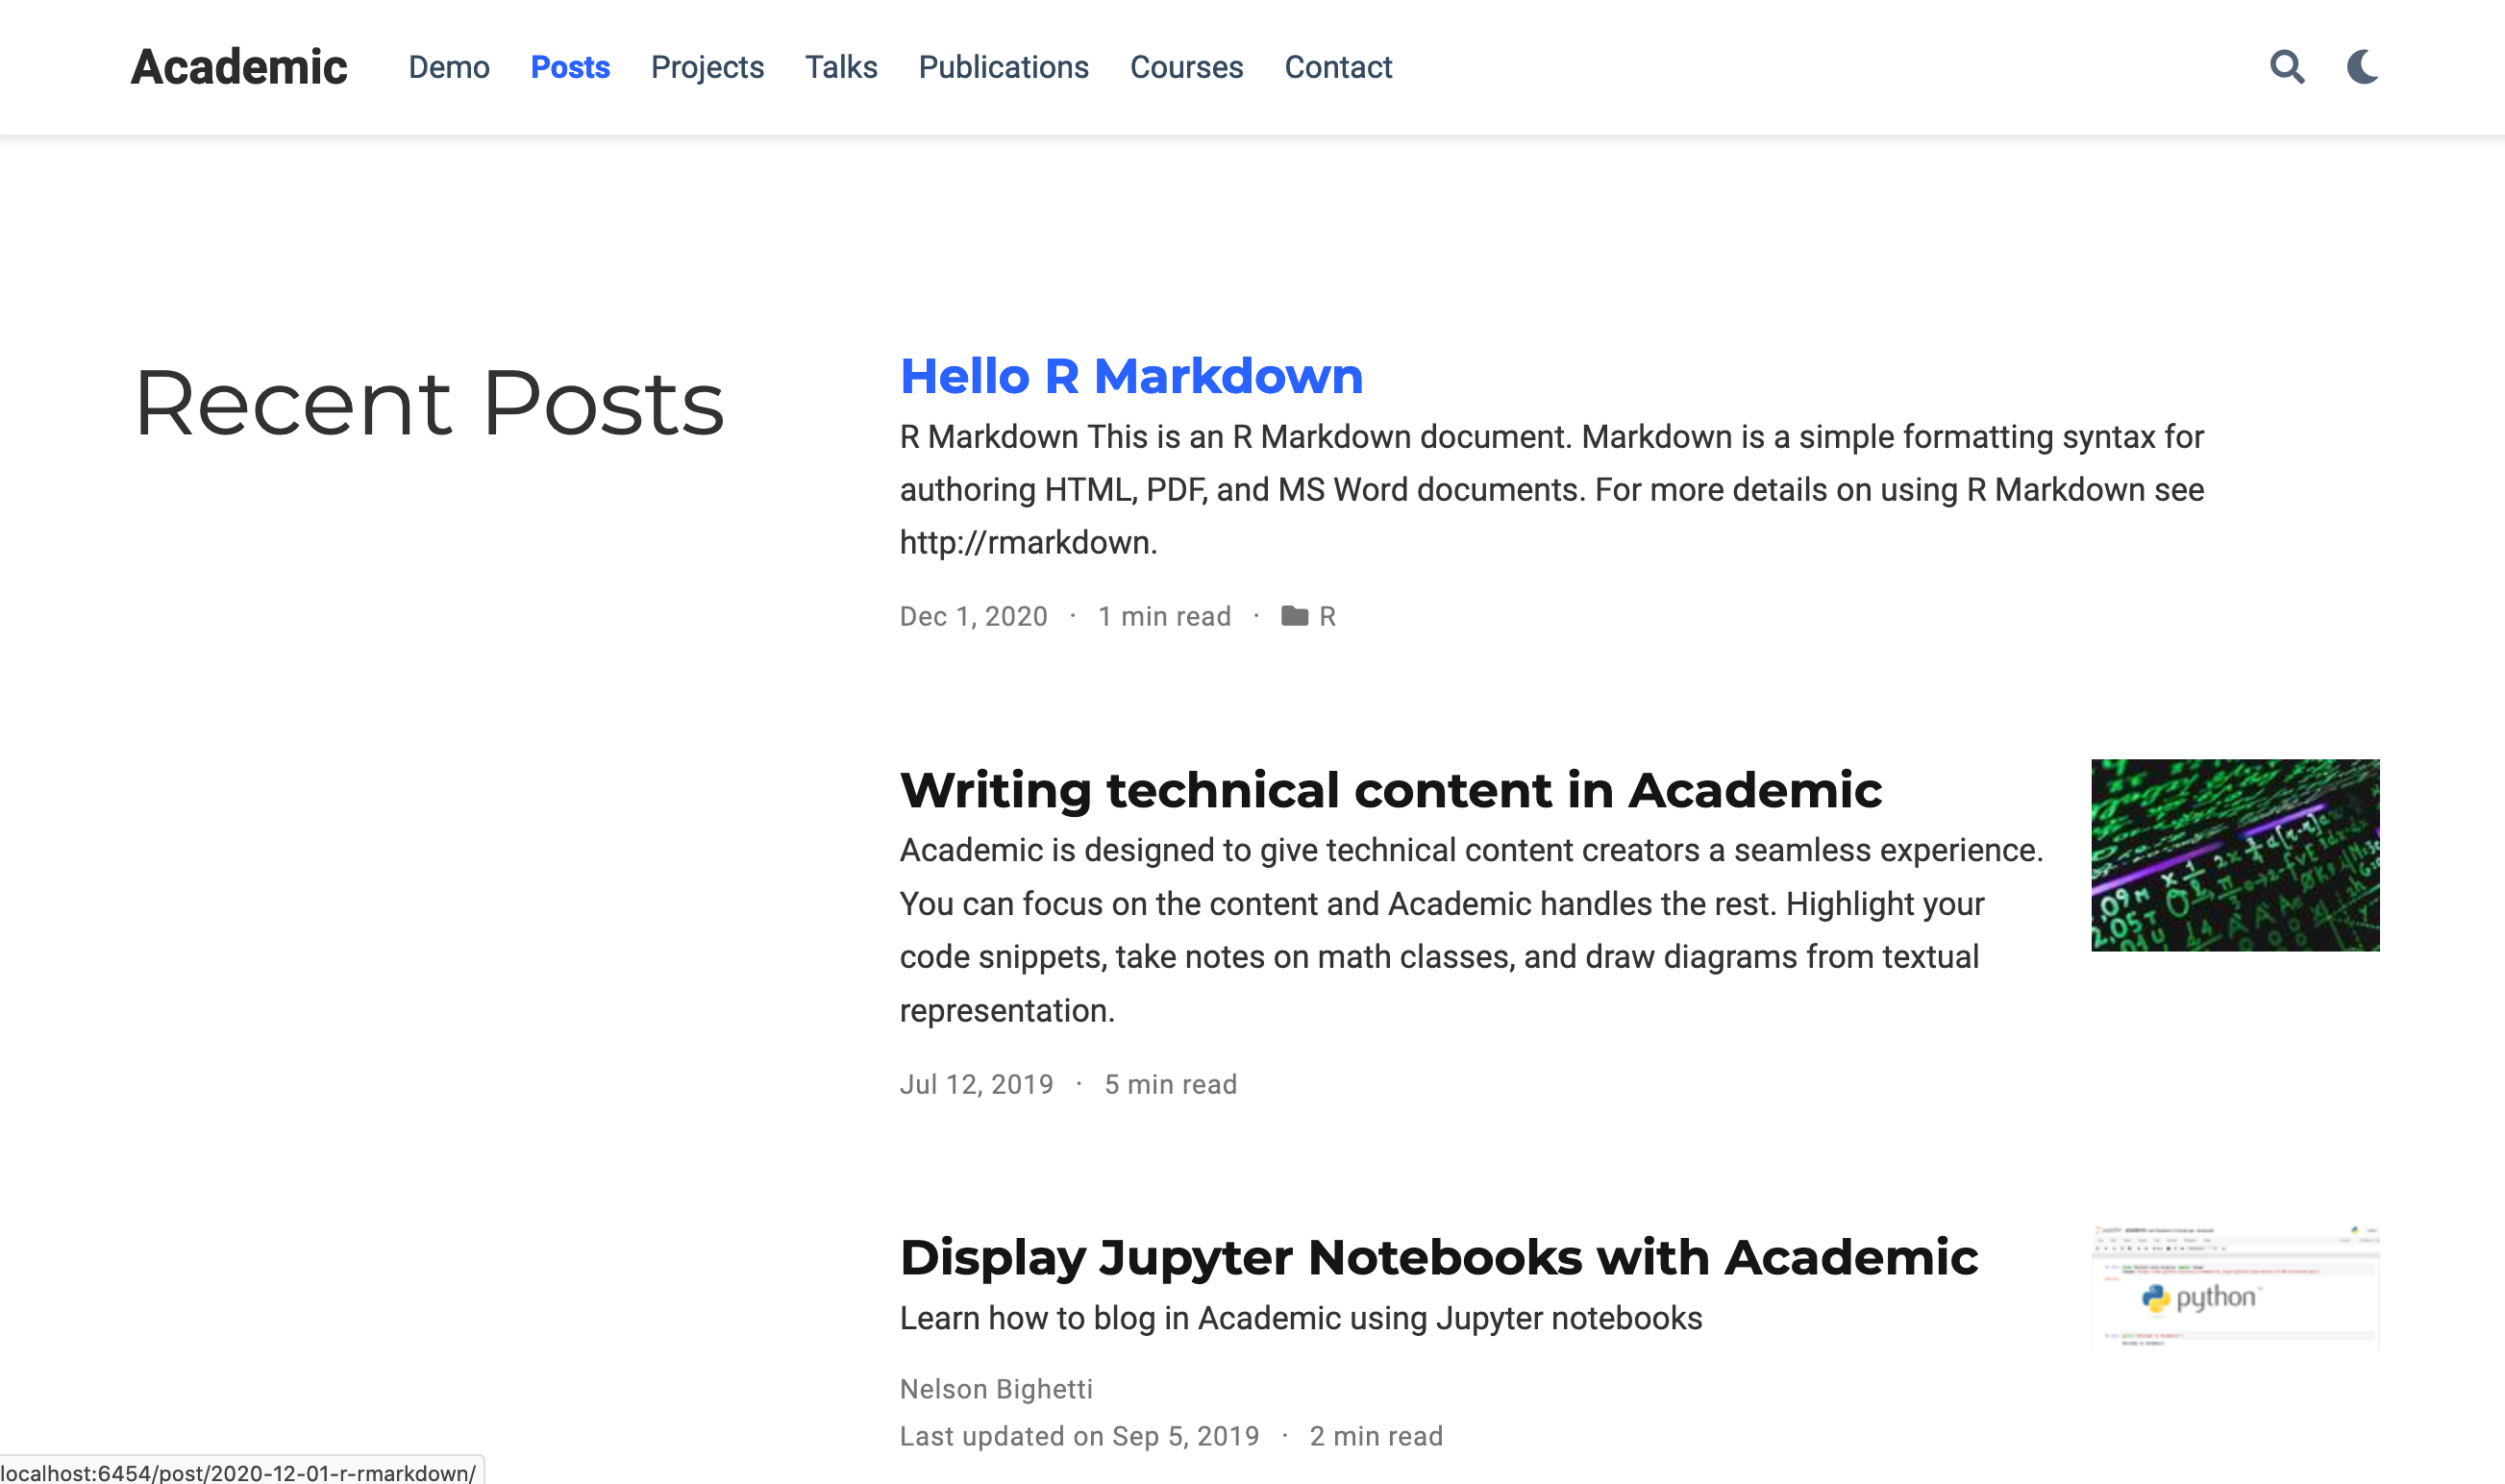 Academic Demo Posts Projects Talks Publications Courses Contact
Recent Posts
Hello R Markdown
R Markdown This is an R Markdown document. Markdown is a simple formatting syntax for
authoring HTML, PDF, and MS Word documents. For more details on using R Markdown see
http://rmarkdown.
Dec 1, 2020 · 1 min read · R
Writing technical content in Academic
Academic is designed to give technical content creators a seamless experience.
You can focus on the content and Academic handles the rest. Highlight your
code snippets, take notes on math classes, and draw diagrams from textual
representation.
Jul 12, 2019 · 5 min read
Display Jupyter Notebooks with Academic
Learn how to blog in Academic using Jupyter notebooks
python
Nelson Bighetti
Last updated on Sep 5, 2019 · 2 min read
localhost:6454/post/2020-12-01-r-rmarkdown/